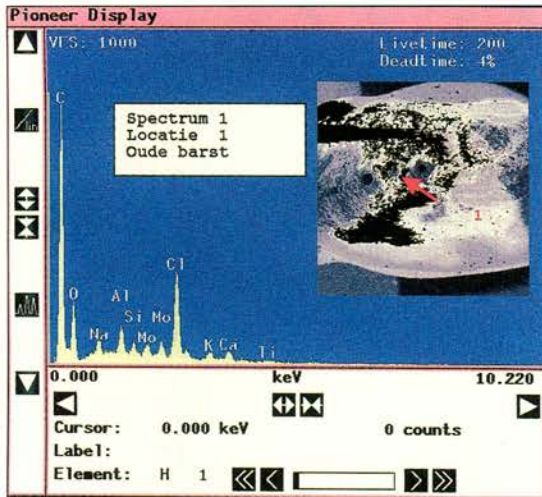 Pioneer Display
VFS: 1000
Livetime: 200
Deadtime: 4%
Spectrum 1
Locatie 1
Oude barst
1
C
O
Na
Al
Si
Mo
Mo
Cl
K
Ca
Ti
0.000 keV 10.220
Cursor: 0.000 keV 0 counts
Label:
Element: H 1